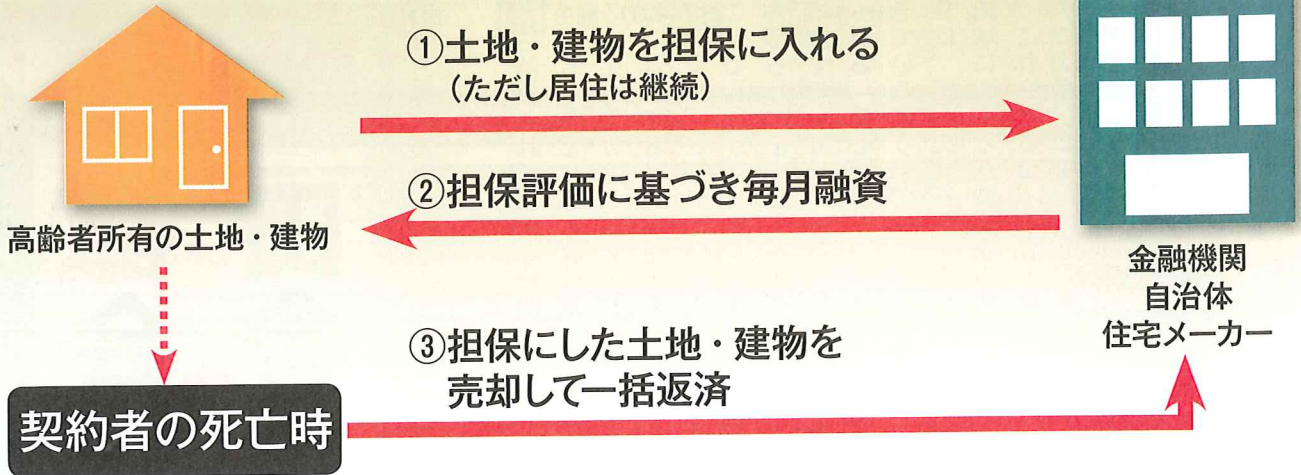 ①土地・建物を担保に入れる
(ただし居住は継続)
②担保評価に基づき毎月融資
高齢者所有の土地・建物
金融機関
自治体
住宅メーカー
③担保にした土地・建物を
売却して一括返済
契約者の死亡時